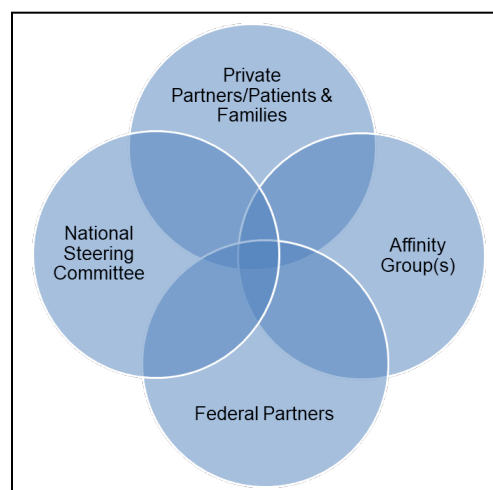 Private
Partners/Patients &
Families
National
Steering
Committee
Affinity
Group(s)
Federal Partners